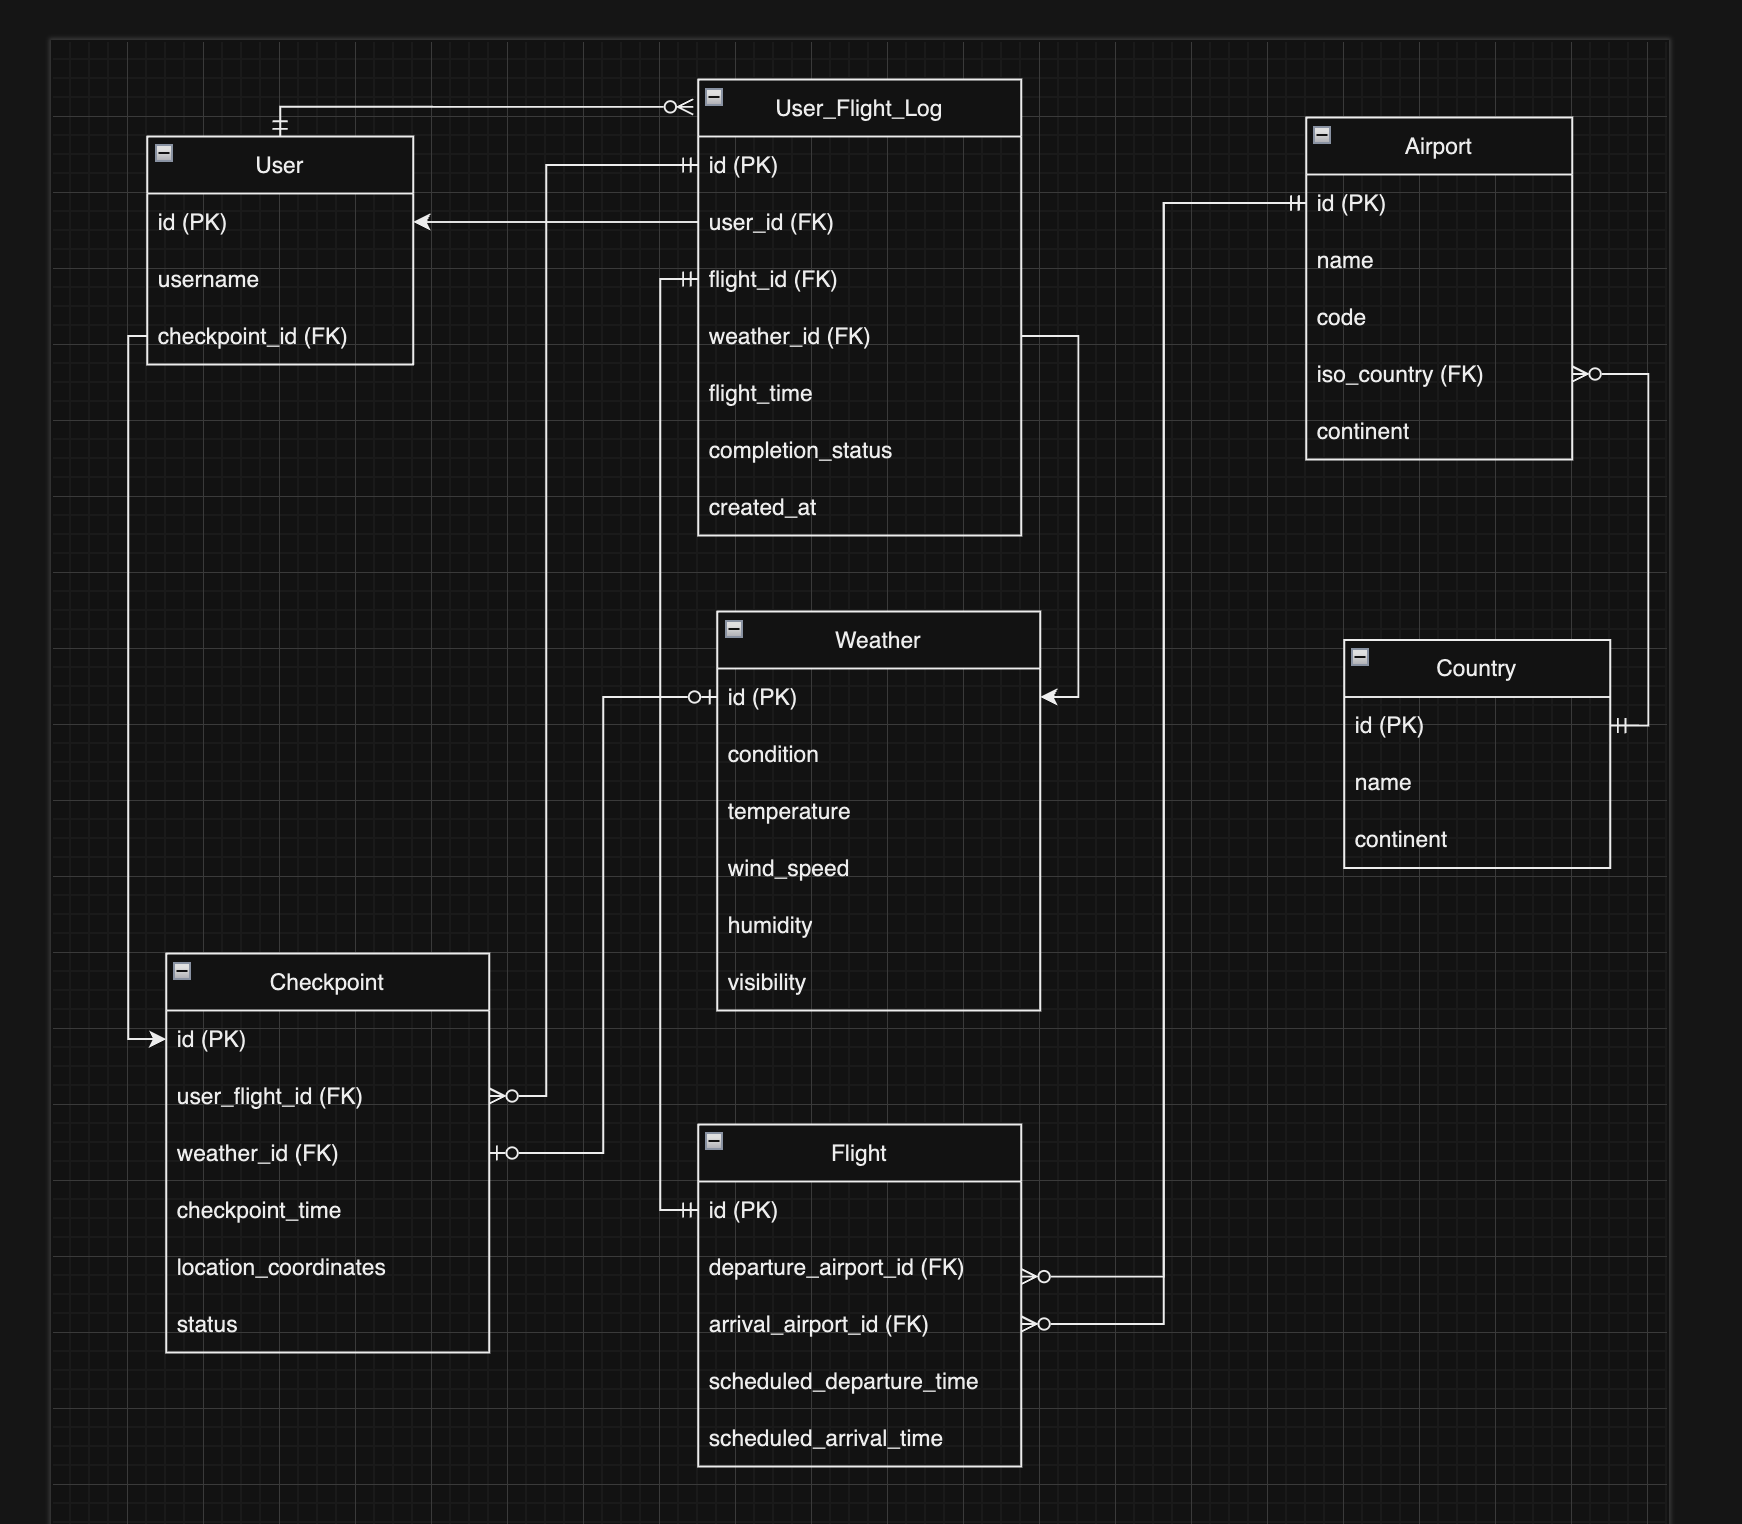 User
id (PK)
username
checkpoint_id (FK)
User_Flight_Log
id (PK)
user_id (FK)
flight_id (FK)
weather_id (FK)
flight_time
completion_status
created_at
Airport
id (PK)
name
code
iso_country (FK)
continent
Weather
id (PK)
condition
temperature
wind_speed
humidity
visibility
Country
id (PK)
name
continent
Checkpoint
id (PK)
user_flight_id (FK)
weather_id (FK)
checkpoint_time
location_coordinates
status
Flight
id (PK)
departure_airport_id (FK)
arrival_airport_id (FK)
scheduled_departure_time
scheduled_arrival_time